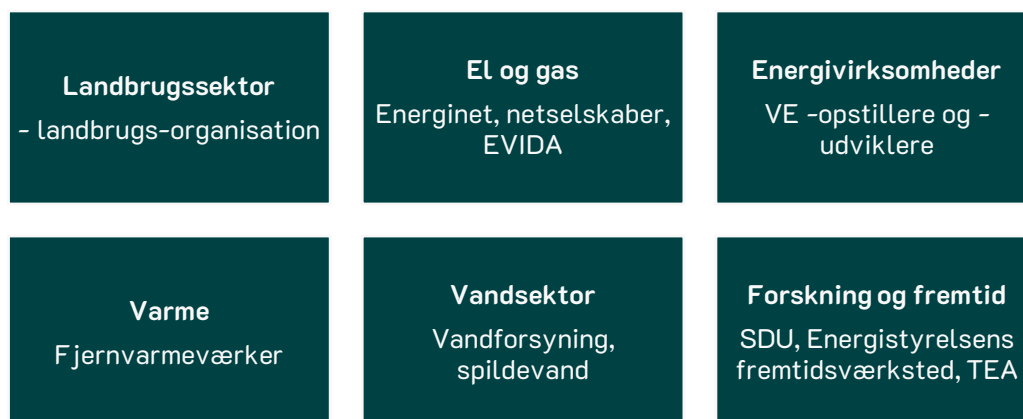 Landbrugssektor
- landbrugs-organisation
El og gas
Energinet, netselskaber,
EVIDA
Energivirksomheder
VE -opstillere og -
udviklere
Varme
Fjernvarmeværker
Vandsektor
Vandforsyning,
spildevand
Forskning og fremtid
SDU, Energistyrelsens
fremtidsværksted, TEA